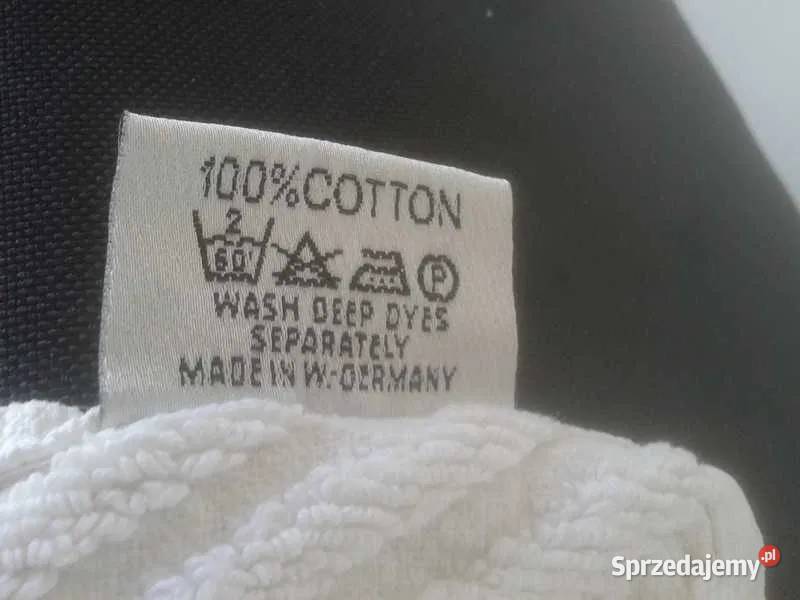 100% COTTON
2
60°
P
WASH DEEP DYES
SEPARATELY
MADE IN W.-GERMANY
Sprzedajemy.pl